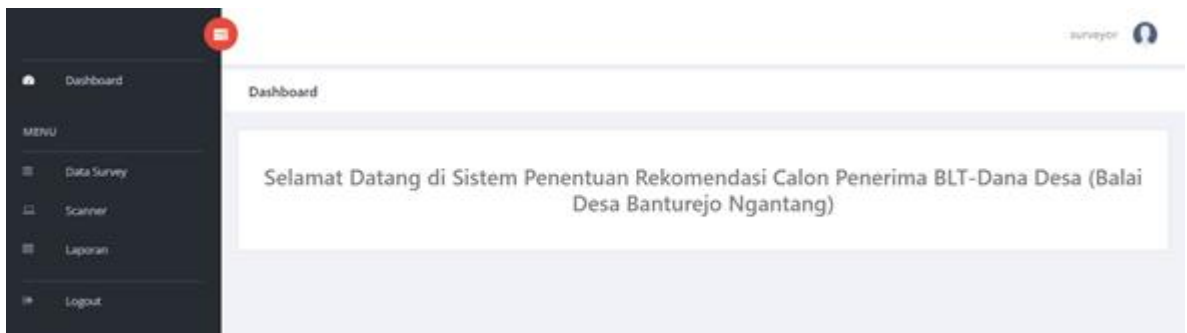 surveyor
Dashboard
MENU
Data Survey
Scanner
Laporan
Logout
Dashboard
Selamat Datang di Sistem Penentuan Rekomendasi Calon Penerima BLT-Dana Desa (Balai
Desa Banturejo Ngantang)